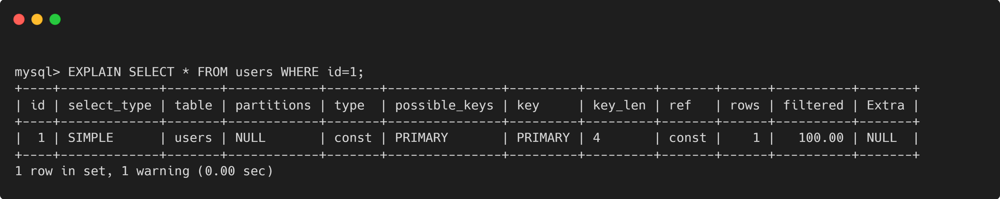 mysql> EXPLAIN SELECT * FROM users WHERE id=1;
+----+-------------+-------+------------+-------+---------------+---------+---------+-------+------+----------+-------+
| id | select_type | table | partitions | type  | possible_keys | key     | key_len | ref   | rows | filtered | Extra |
+----+-------------+-------+------------+-------+---------------+---------+---------+-------+------+----------+-------+
|  1 | SIMPLE      | users | NULL       | const | PRIMARY       | PRIMARY | 4       | const |    1 |   100.00 | NULL  |
+----+-------------+-------+------------+-------+---------------+---------+---------+-------+------+----------+-------+
1 row in set, 1 warning (0.00 sec)